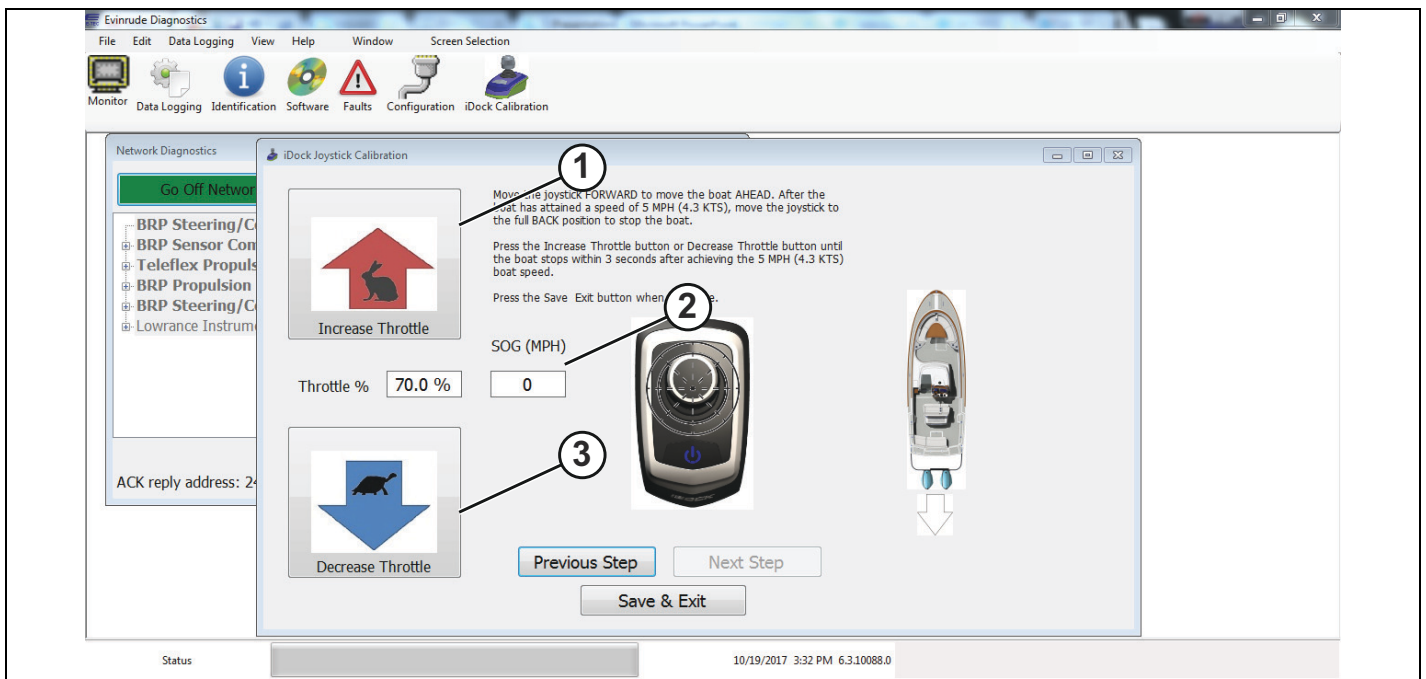 Evinrude Diagnostics
File Edit Data Logging View Help Window Screen Selection
Monitor Data Logging Identification Software Faults Configuration iDock Calibration
Network Diagnostics
Go Off Networ
BRP Steering/Co
BRP Sensor Con
Teleflex Propuls
BRP Propulsion
BRP Steering/Co
Lowrance Instrume
ACK reply address: 24
iDock Joystick Calibration
1
Move the joystick FORWARD to move the boat AHEAD. After the
boat has attained a speed of 5 MPH (4.3 KTS), move the joystick to
the full BACK position to stop the boat.
Press the Increase Throttle button or Decrease Throttle button until
the boat stops within 3 seconds after achieving the 5 MPH (4.3 KTS)
boat speed.
Press the Save Exit button when
Increase Throttle
2
SOG (MPH)
Throttle % 70.0 % 0
3
Decrease Throttle
Previous Step Next Step
Save & Exit
Status 10/19/2017 3:32 PM 6.3.10088.0